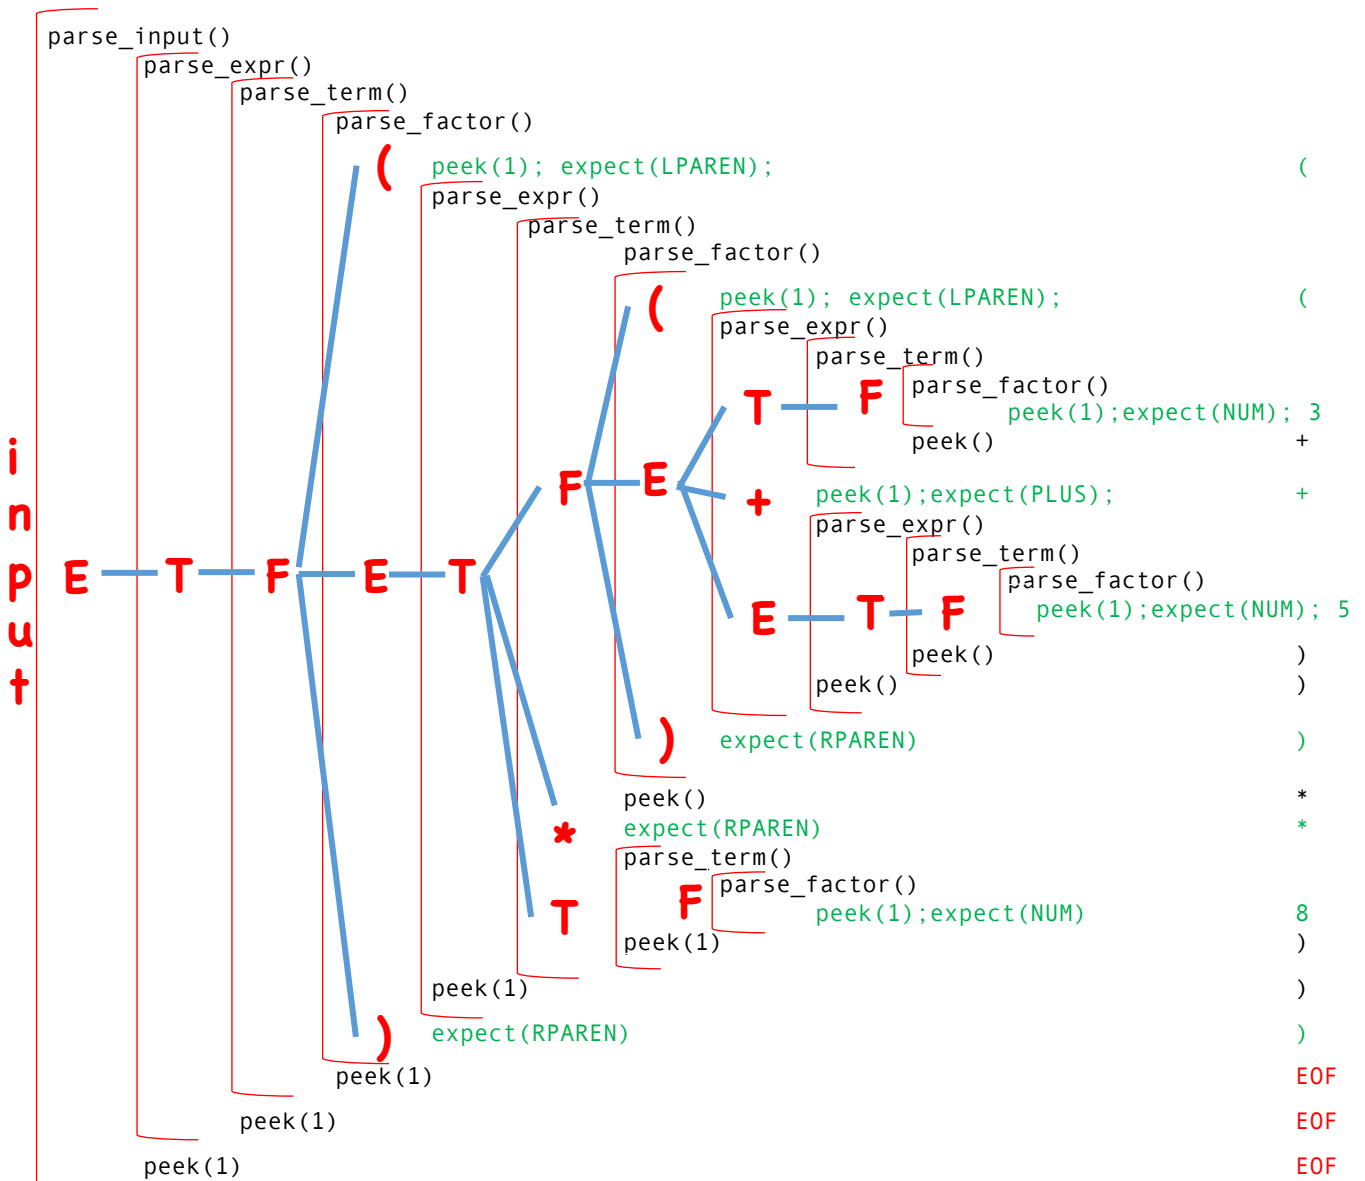 parse_input()
parse_expr()
parse_term()
parse_factor()
( peek(1); expect(LPAREN); (
parse_expr()
parse_term()
parse_factor()
( peek(1); expect(LPAREN); (
parse_expr()
parse_term()
T F parse_factor()
peek(1);expect(NUM); 3
peek() +
input
F E + peek(1);expect(PLUS); +
parse_expr()
parse_term()
E T F E T parse_factor()
E T F peek(1);expect(NUM); 5
peek() )
peek() )
) expect(RPAREN) )
peek() *
* expect(RPAREN) *
parse_term()
T F parse_factor()
peek(1);expect(NUM) 8
peek(1) )
peek(1) )
) expect(RPAREN) )
peek(1) EOF
peek(1) EOF
peek(1) EOF